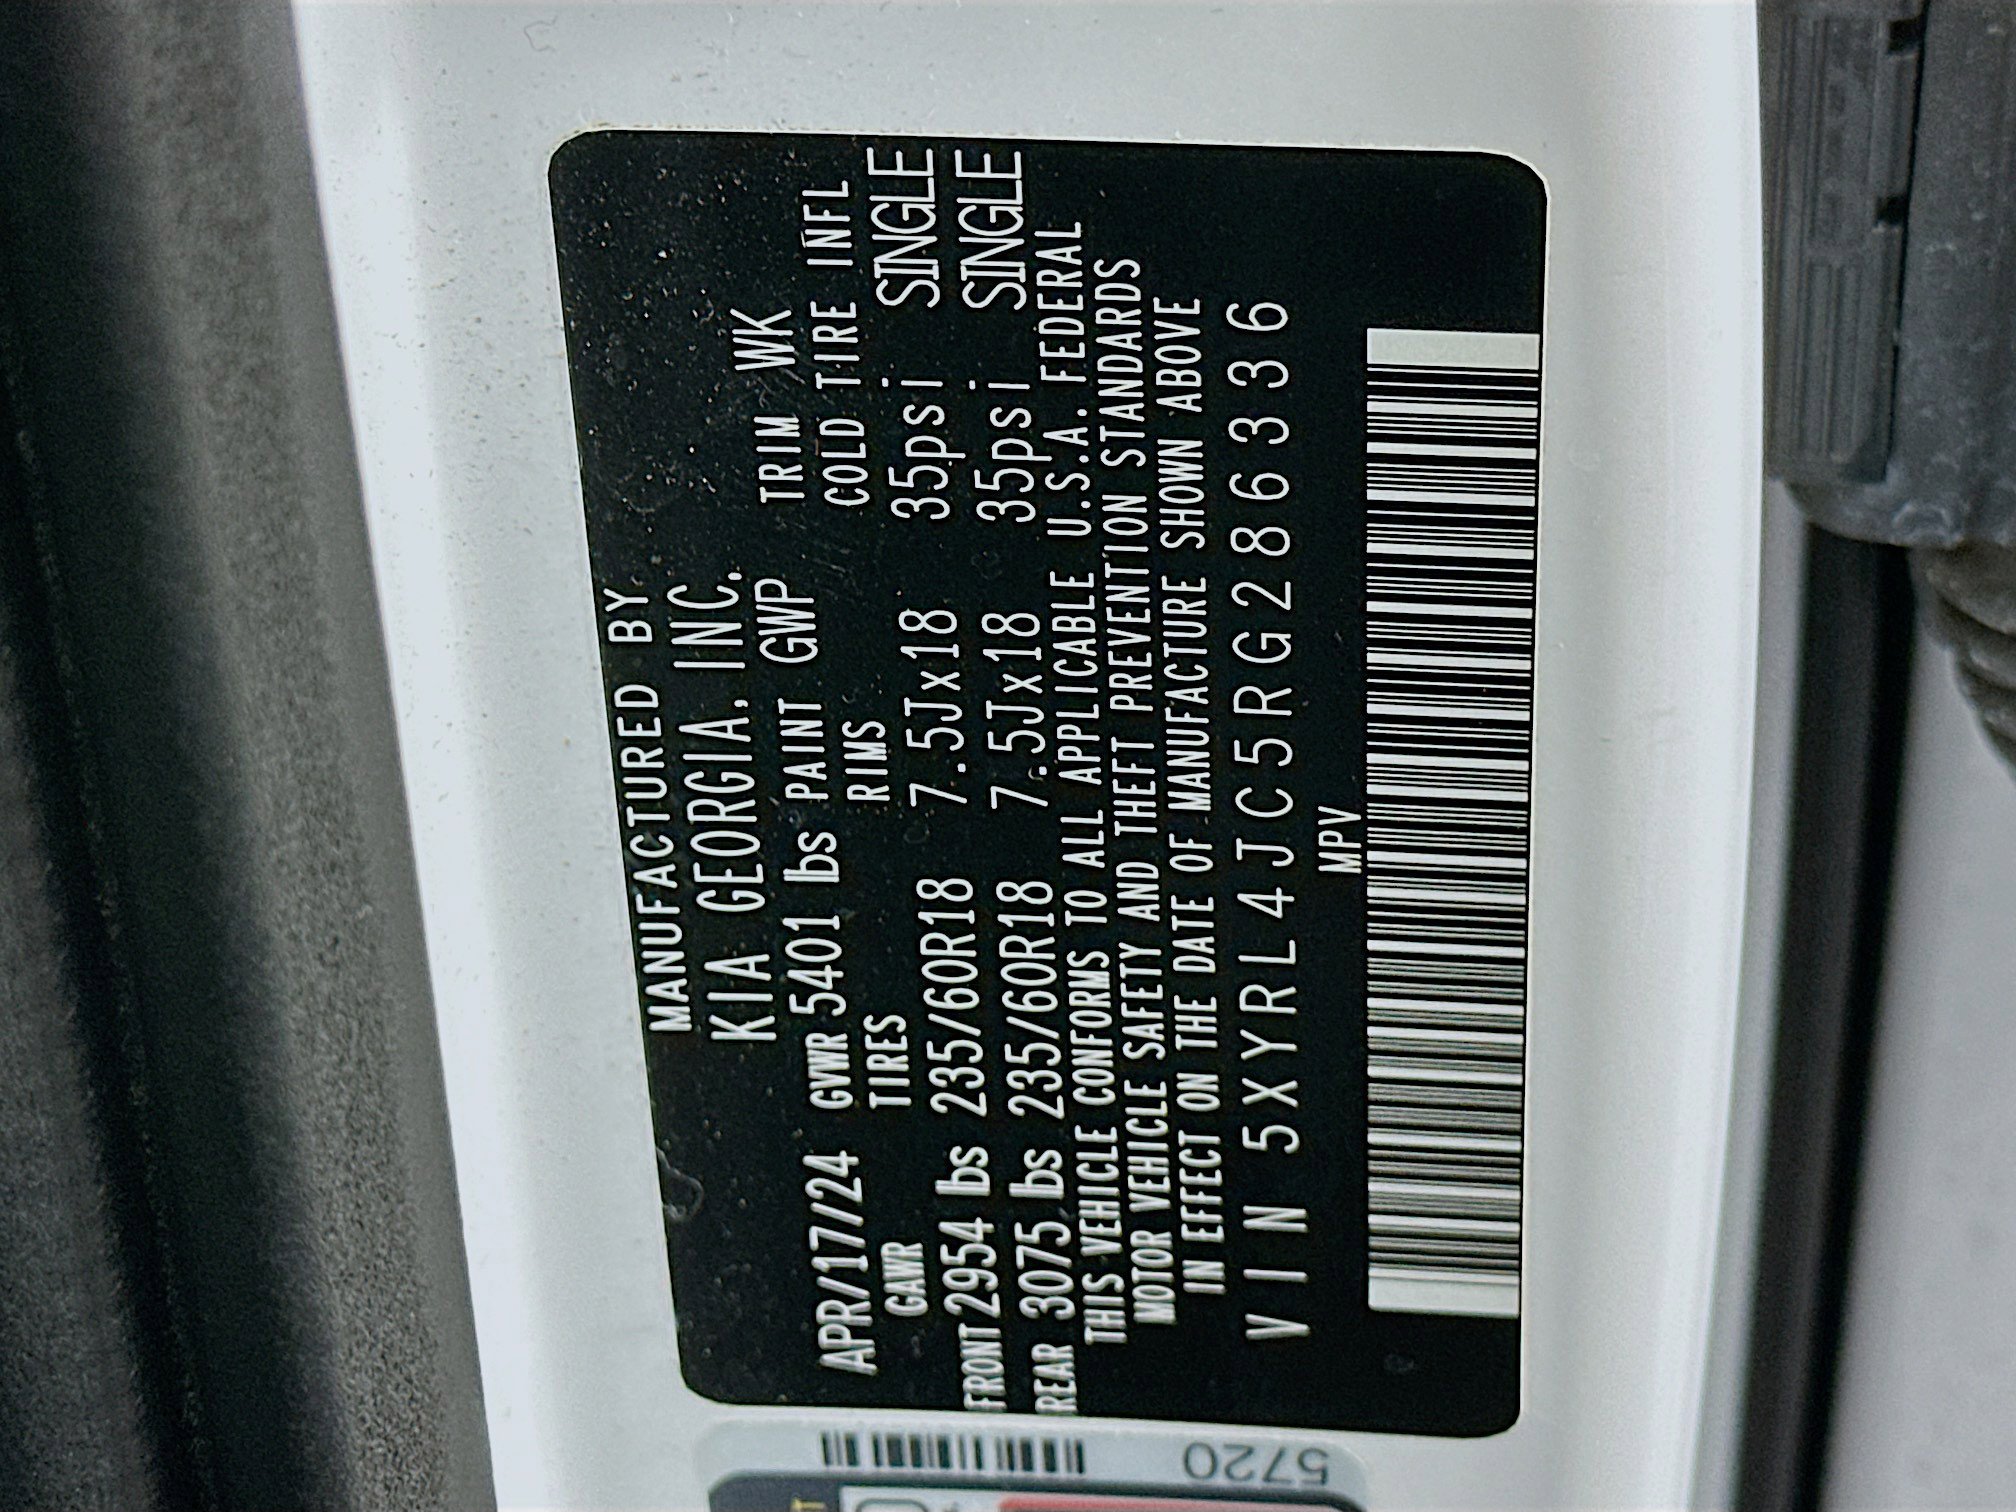 MANUFACTURED BY
KIA GEORGIA, INC.
APR/17/24 GVWR 5401 lbs PAINT GWP TRIM WK
GAWR TIRES RIMS COLD TIRE INFL
FRONT 2954 lbs 235/60R18 7.5Jx18 35psi SINGLE
REAR 3075 lbs 235/60R18 7.5Jx18 35psi SINGLE
THIS VEHICLE CONFORMS TO ALL APPLICABLE U.S.A. FEDERAL
MOTOR VEHICLE SAFETY AND THEFT PREVENTION STANDARDS
IN EFFECT ON THE DATE OF MANUFACTURE SHOWN ABOVE
VIN 5XYRL4JC5RG286336
MPV
5720